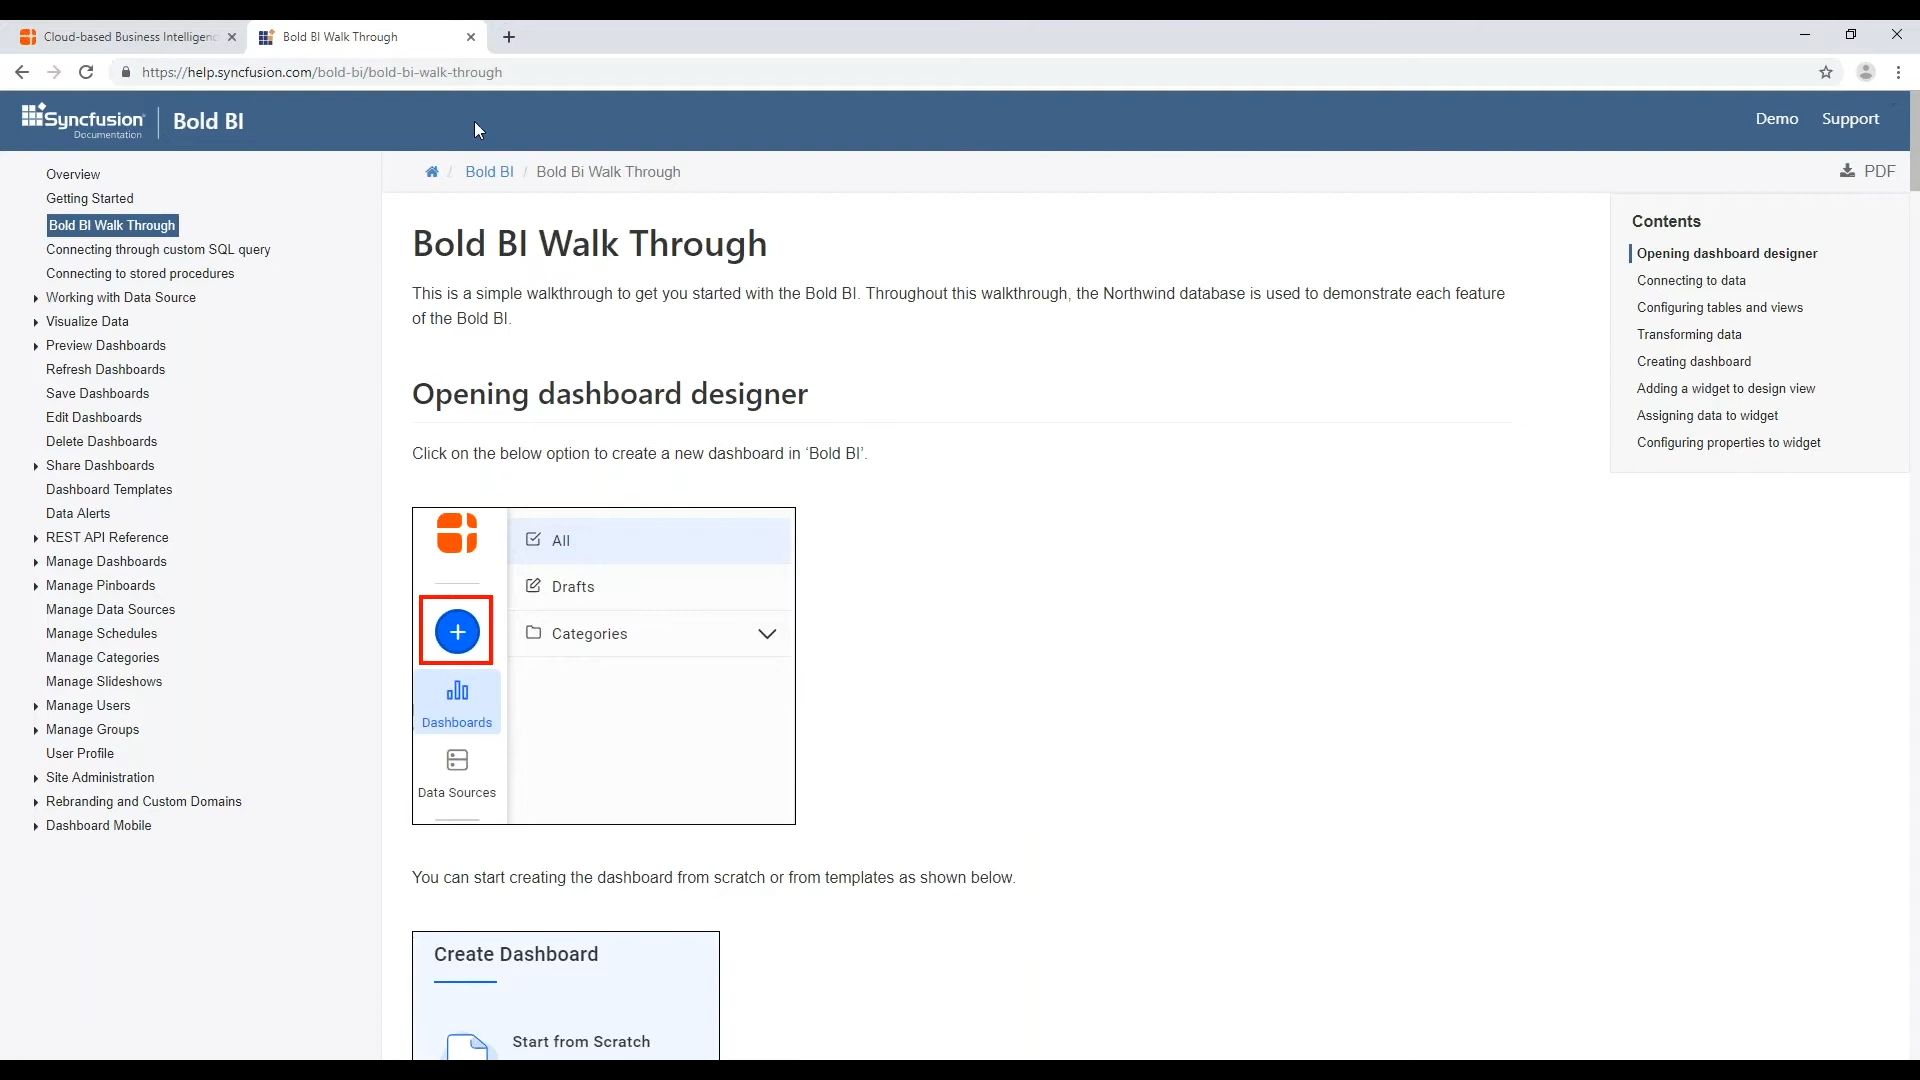 Cloud-based Business Intelligenc
Bold BI Walk Through
https://help.syncfusion.com/bold-bi/bold-bi-walk-through
Syncfusion
Documentation
Bold BI
Demo
Support
Overview
Getting Started
Bold BI Walk Through
Connecting through custom SQL query
Connecting to stored procedures
Working with Data Source
Visualize Data
Preview Dashboards
Refresh Dashboards
Save Dashboards
Edit Dashboards
Delete Dashboards
Share Dashboards
Dashboard Templates
Data Alerts
REST API Reference
Manage Dashboards
Manage Pinboards
Manage Data Sources
Manage Schedules
Manage Categories
Manage Slideshows
Manage Users
Manage Groups
User Profile
Site Administration
Rebranding and Custom Domains
Dashboard Mobile
/ Bold BI / Bold Bi Walk Through
PDF
Bold BI Walk Through
This is a simple walkthrough to get you started with the Bold BI. Throughout this walkthrough, the Northwind database is used to demonstrate each feature
of the Bold BI.
Opening dashboard designer
Click on the below option to create a new dashboard in ‘Bold BI’.
All
Drafts
Categories
Dashboards
Data Sources
You can start creating the dashboard from scratch or from templates as shown below.
Create Dashboard
Start from Scratch
Contents
Opening dashboard designer
Connecting to data
Configuring tables and views
Transforming data
Creating dashboard
Adding a widget to design view
Assigning data to widget
Configuring properties to widget